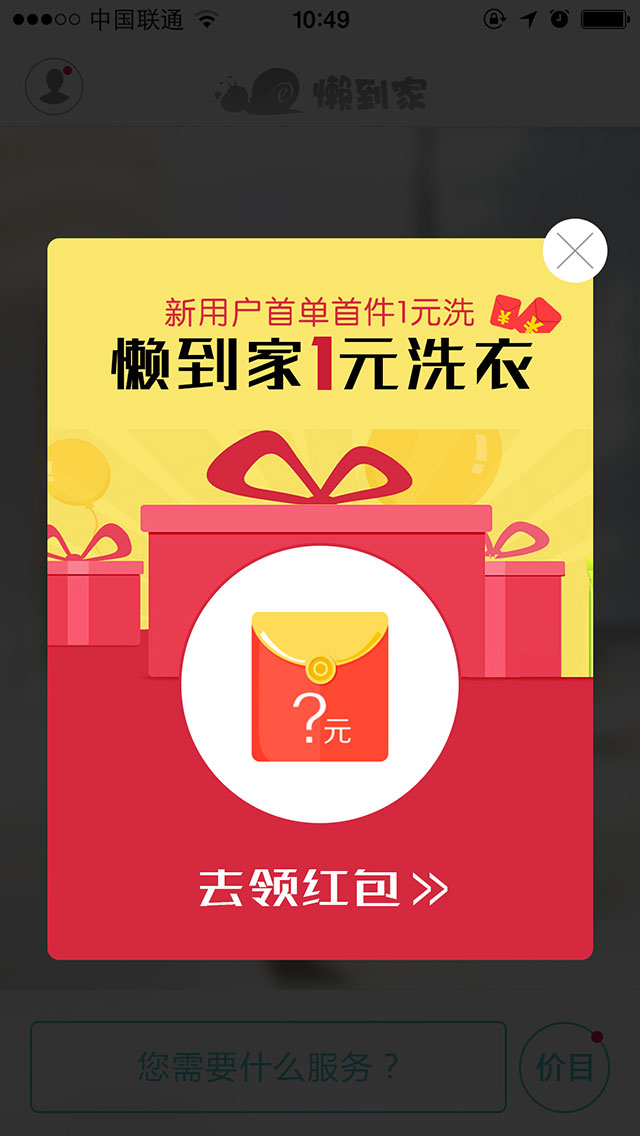 中国联通 10:49
懒到家
新用户首单首件1元洗
懒到家1元洗衣
¥ ¥
?元
去领红包
您需要什么服务？
价目